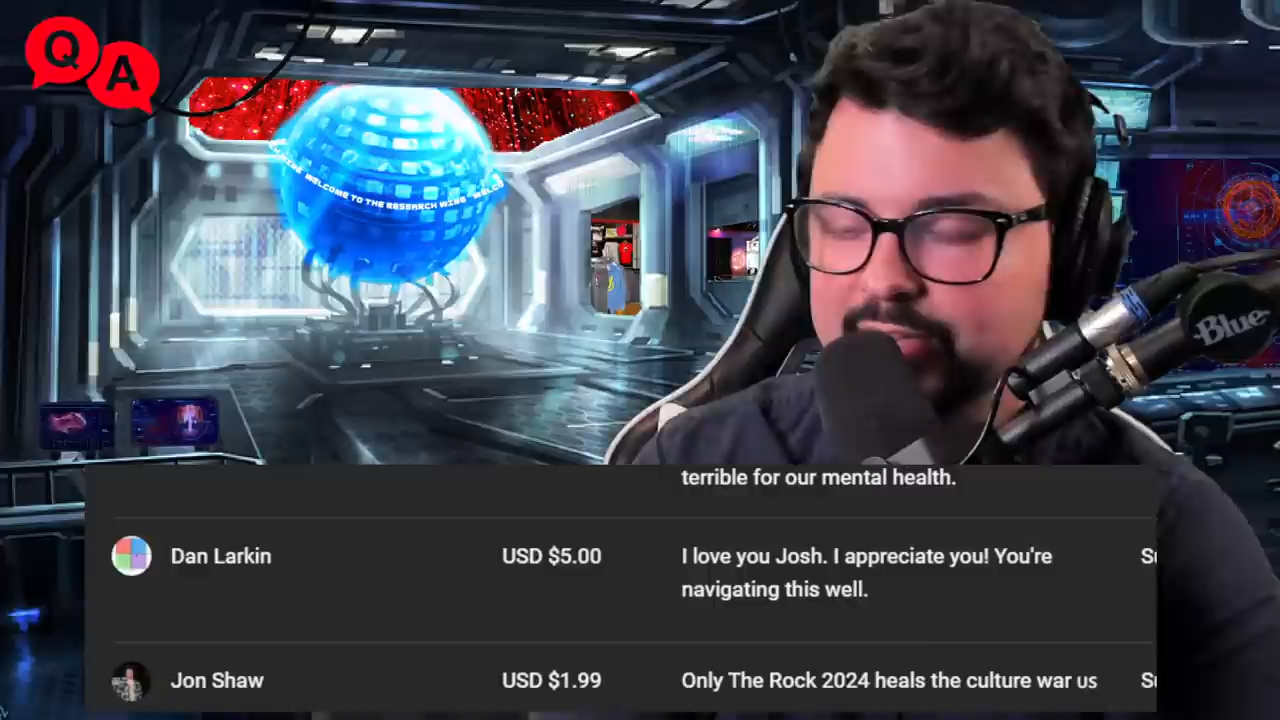 Q A
WELCOME TO THE RESEARCH WING
Blue
terrible for our mental health.
Dan Larkin USD $5.00 I love you Josh. I appreciate you! You're
navigating this well.
Jon Shaw USD $1.99 Only The Rock 2024 heals the culture war us